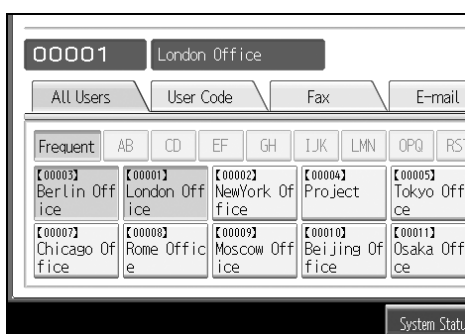 00001 London Office
All Users User Code Fax E-mail
Frequent AB CD EF GH IJK LMN OPQ RST
【00003】 【00001】 【00002】 【00004】 【00005】
Berlin Off London Off NewYork Of Project Tokyo Off
ice ice fice ce
【00007】 【00008】 【00009】 【00010】 【00011】
Chicago Of Rome Offic Moscow Off Beijing Of Osaka Off
fice e ice fice ce
System Statu